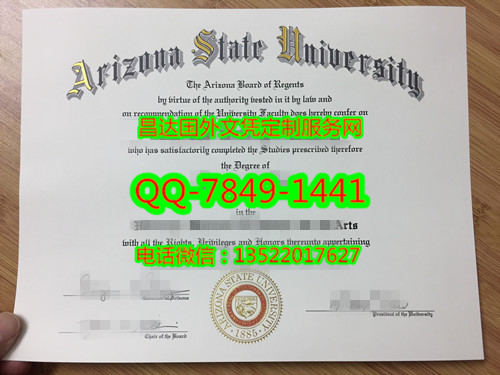 Arizona State University
The Arizona Board of Regents
by virtue of the authority vested in it by law and
on recommendation of the University Faculty does hereby confer on
昌达国外文凭定制服务网
who has satisfactorily completed the Studies prescribed therefore
the Degree of
QQ-7849-1441
in the
Arts
with all the Rights, Privileges and Honors thereunto appertaining
电话微信：13522017627
Chair of the Board
President of the University
ARIZONA STATE UNIVERSITY
1885